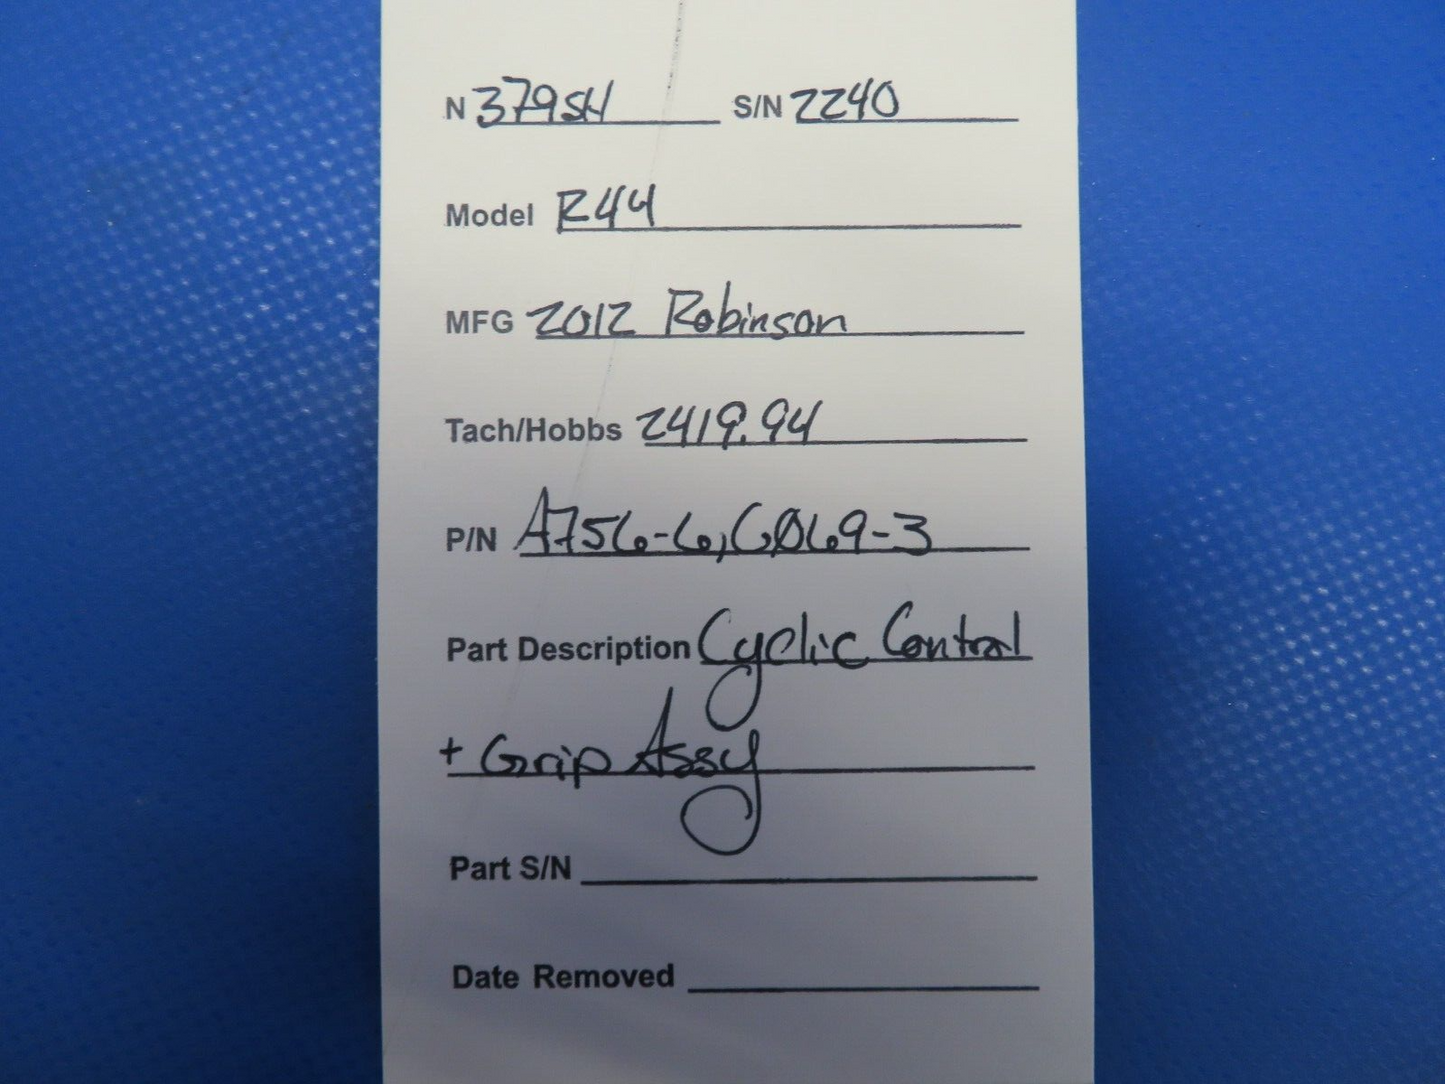 N 379SH S/N 2240
Model R44
MFG 2012 Robinson
Tach/Hobbs 2419.94
P/N A756-6, C069-3
Part Description Cyclic Control
+ Grip Assy
Part S/N
Date Removed